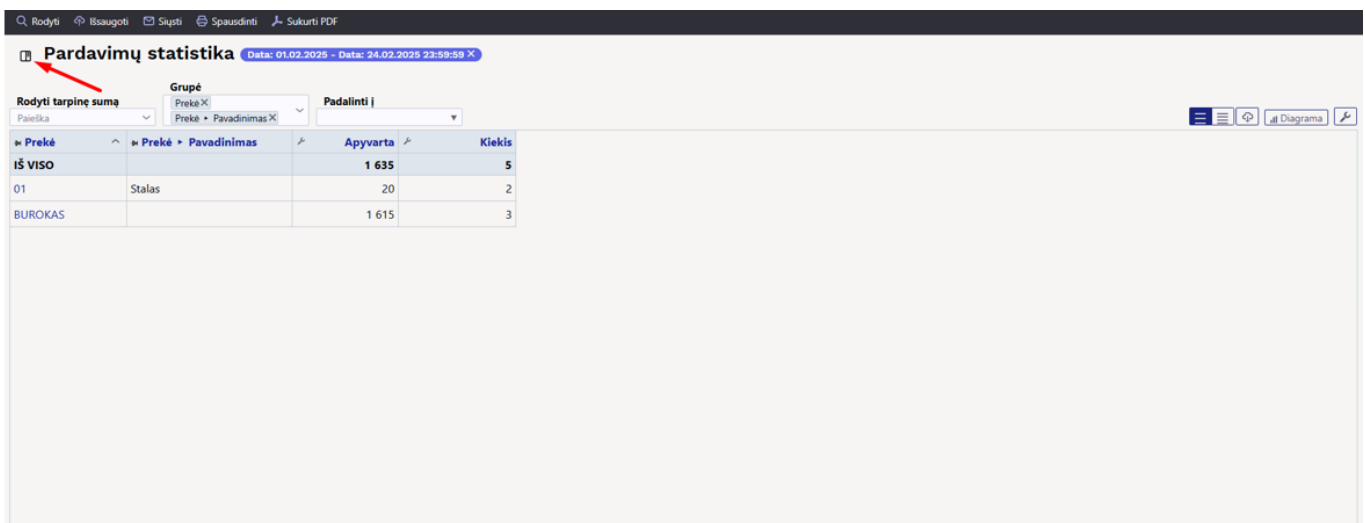 Rodyti Išsaugoti Siųsti Spausdinti Sukurti PDF
Pardavimų statistika Data: 01.02.2025 - Data: 24.02.2025 23:59:59 ×
Grupė
Rodyti tarpinę sumą Prekė× Padalinti į
Paieška Prekė ‣ Pavadinimas×
Diagrama
Prekė Prekė ‣ Pavadinimas Apyvarta Kiekis
IŠ VISO 1 635 5
01 Stalas 20 2
BUROKAS 1 615 3